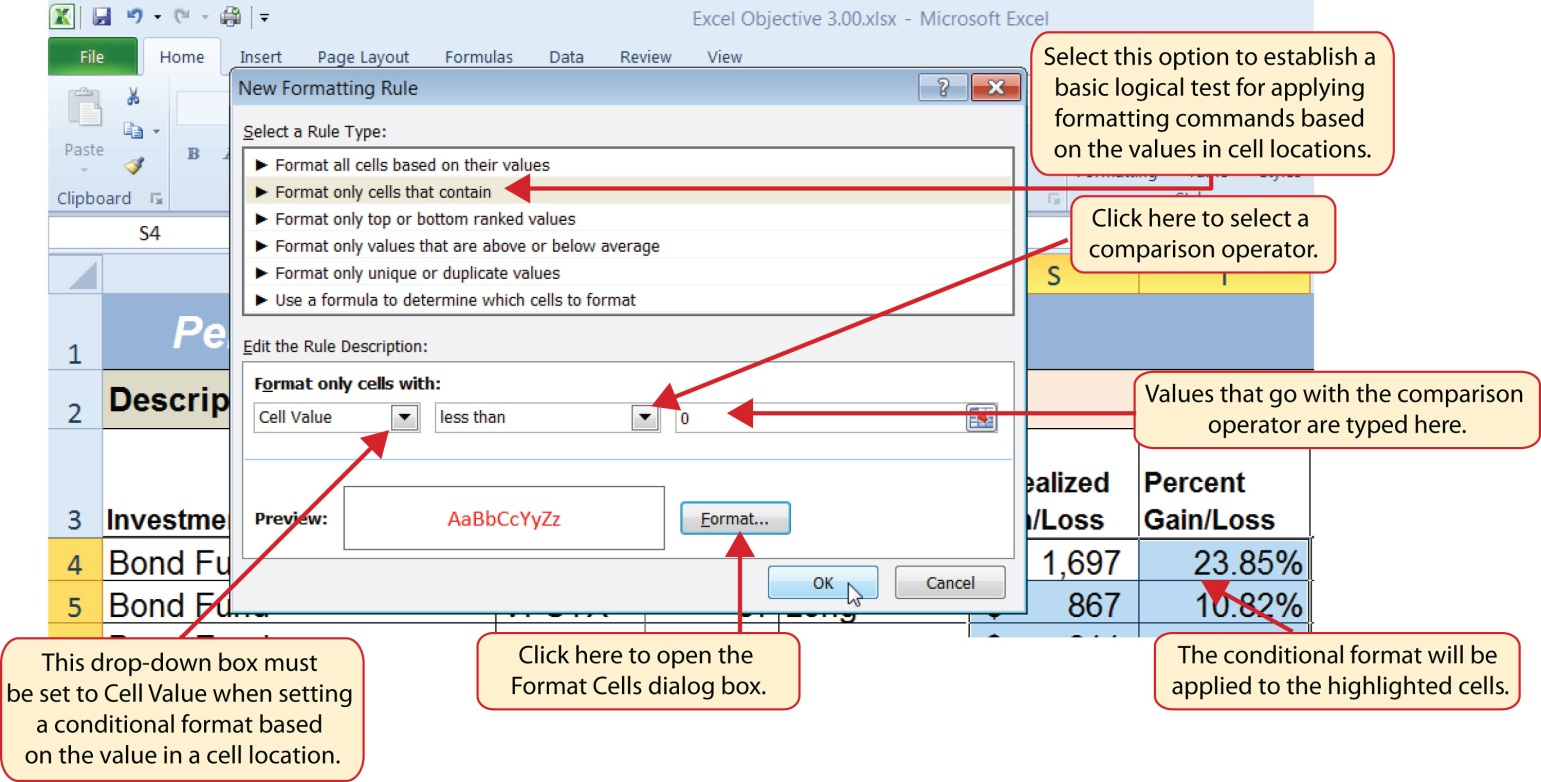 Excel Objective 3.00.xlsx - Microsoft Excel
File Home Insert Page Layout Formulas Data Review View
Select this option to establish a
basic logical test for applying
formatting commands based
on the values in cell locations.
New Formatting Rule
Select a Rule Type:
► Format all cells based on their values
► Format only cells that contain
► Format only top or bottom ranked values
► Format only values that are above or below average
► Format only unique or duplicate values
► Use a formula to determine which cells to format
Paste
B
Clipboard
S4
Click here to select a
comparison operator.
S
1
Edit the Rule Description:
Format only cells with:
Cell Value less than 0
Values that go with the comparison
operator are typed here.
2 Descrip
Preview: AaBbCcYyZz Format...
OK Cancel
3 Investme
ealized
n/Loss
Percent
Gain/Loss
4 Bond Fu 1,697 23.85%
5 Bond Fund 867 10.82%
This drop-down box must
be set to Cell Value when setting
a conditional format based
on the value in a cell location.
Click here to open the
Format Cells dialog box.
The conditional format will be
applied to the highlighted cells.